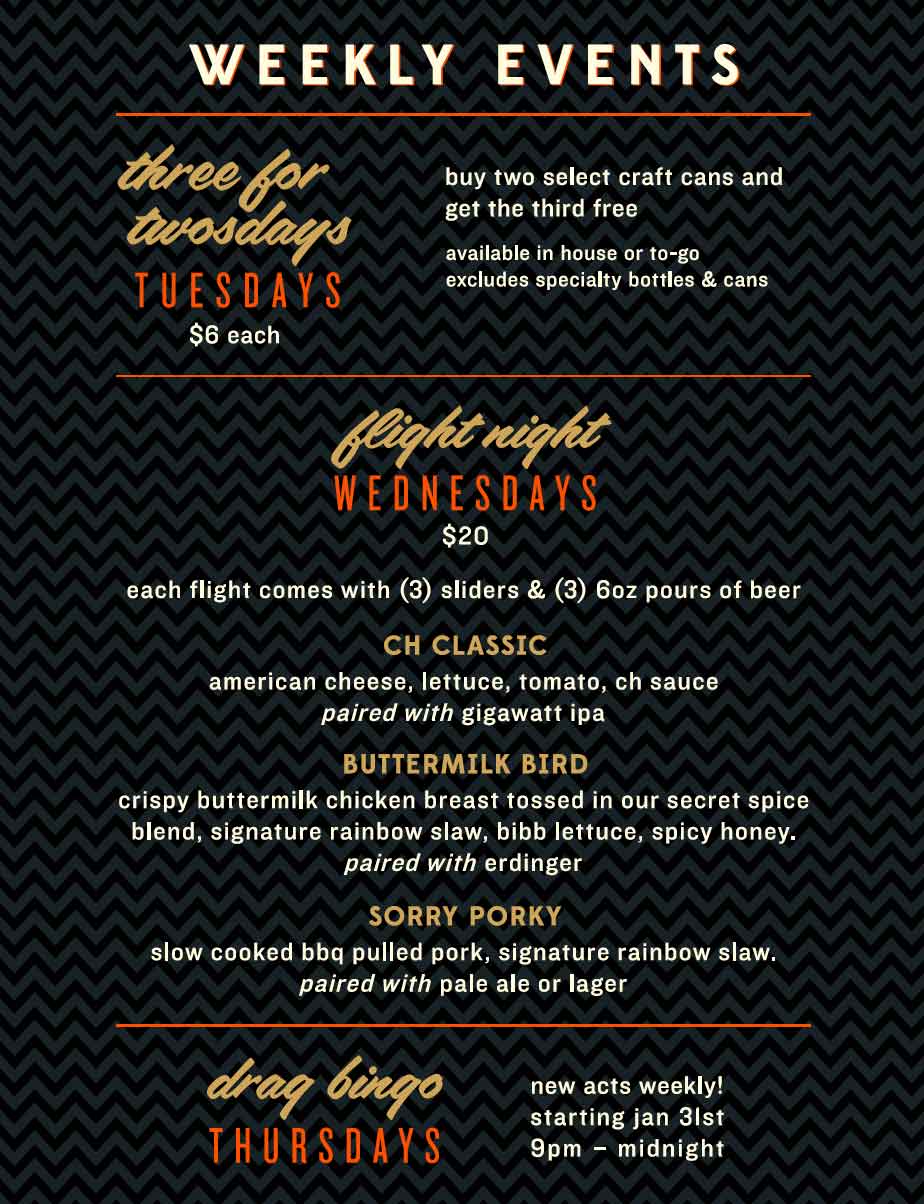 WEEKLY EVENTS
three for
twosdays
TUESDAYS
$6 each
buy two select craft cans and
get the third free
available in house or to-go
excludes specialty bottles & cans
flight night
WEDNESDAYS
$20
each flight comes with (3) sliders & (3) 6oz pours of beer
CH CLASSIC
american cheese, lettuce, tomato, ch sauce
paired with gigawatt ipa
BUTTERMILK BIRD
crispy buttermilk chicken breast tossed in our secret spice
blend, signature rainbow slaw, bibb lettuce, spicy honey.
paired with erdinger
SORRY PORKY
slow cooked bbq pulled pork, signature rainbow slaw.
paired with pale ale or lager
drag bingo
THURSDAYS
new acts weekly!
starting jan 31st
9pm – midnight